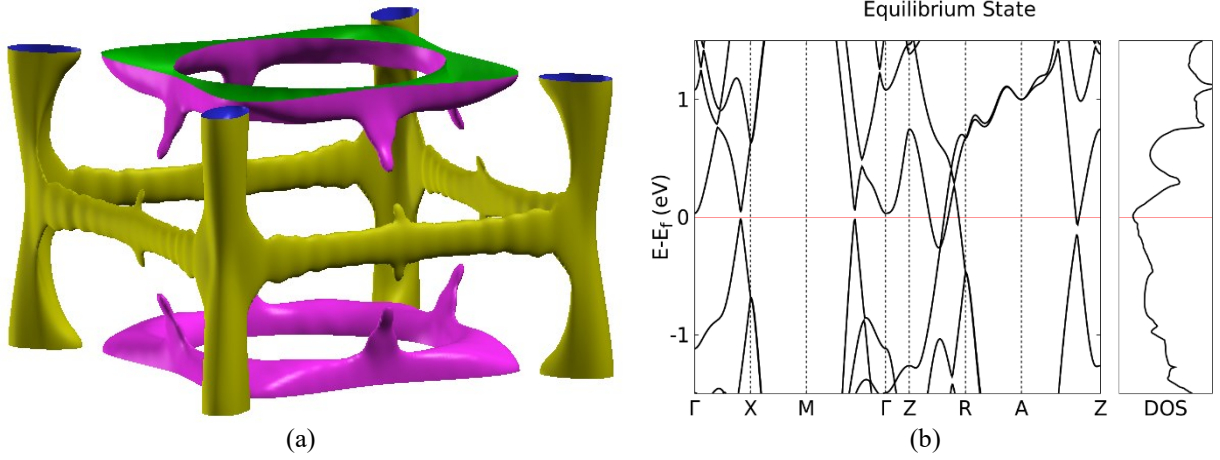 Equilibrium State
E-E_f (eV)
1
0
-1
Γ X M Γ Z R A Z
DOS
(a)
(b)